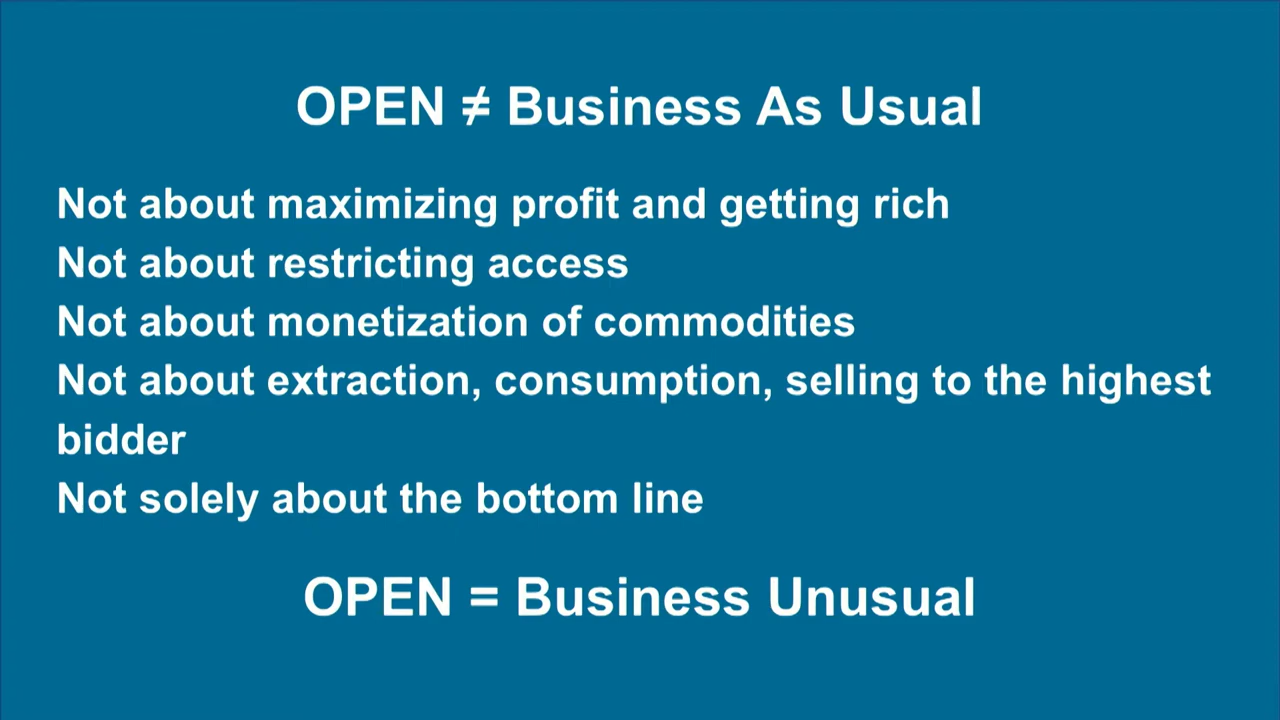 OPEN ≠ Business As Usual
Not about maximizing profit and getting rich
Not about restricting access
Not about monetization of commodities
Not about extraction, consumption, selling to the highest
bidder
Not solely about the bottom line
OPEN = Business Unusual